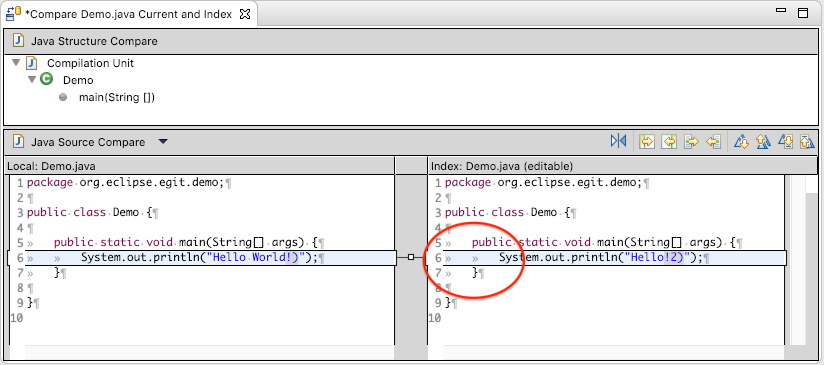 *Compare Demo.java Current and Index
Java Structure Compare
Compilation Unit
Demo
main(String [])
Java Source Compare
Local: Demo.java
1 package·org.eclipse.egit.demo;¶
2 ¶
3 public·class·Demo·{¶
4 ¶
5 »   public·static·void·main(String[]·args)·{¶
6 »   »   System.out.println("Hello·World!)");¶
7 »   }¶
8 ¶
9 }¶
10
Index: Demo.java (editable)
1 package·org.eclipse.egit.demo;¶
2 ¶
3 public·class·Demo·{¶
4 ¶
5 »   public·static·void·main(String[]·args)·{¶
6 »   »   System.out.println("Hello!2)");¶
7 »   }¶
8 ¶
9 }¶
10